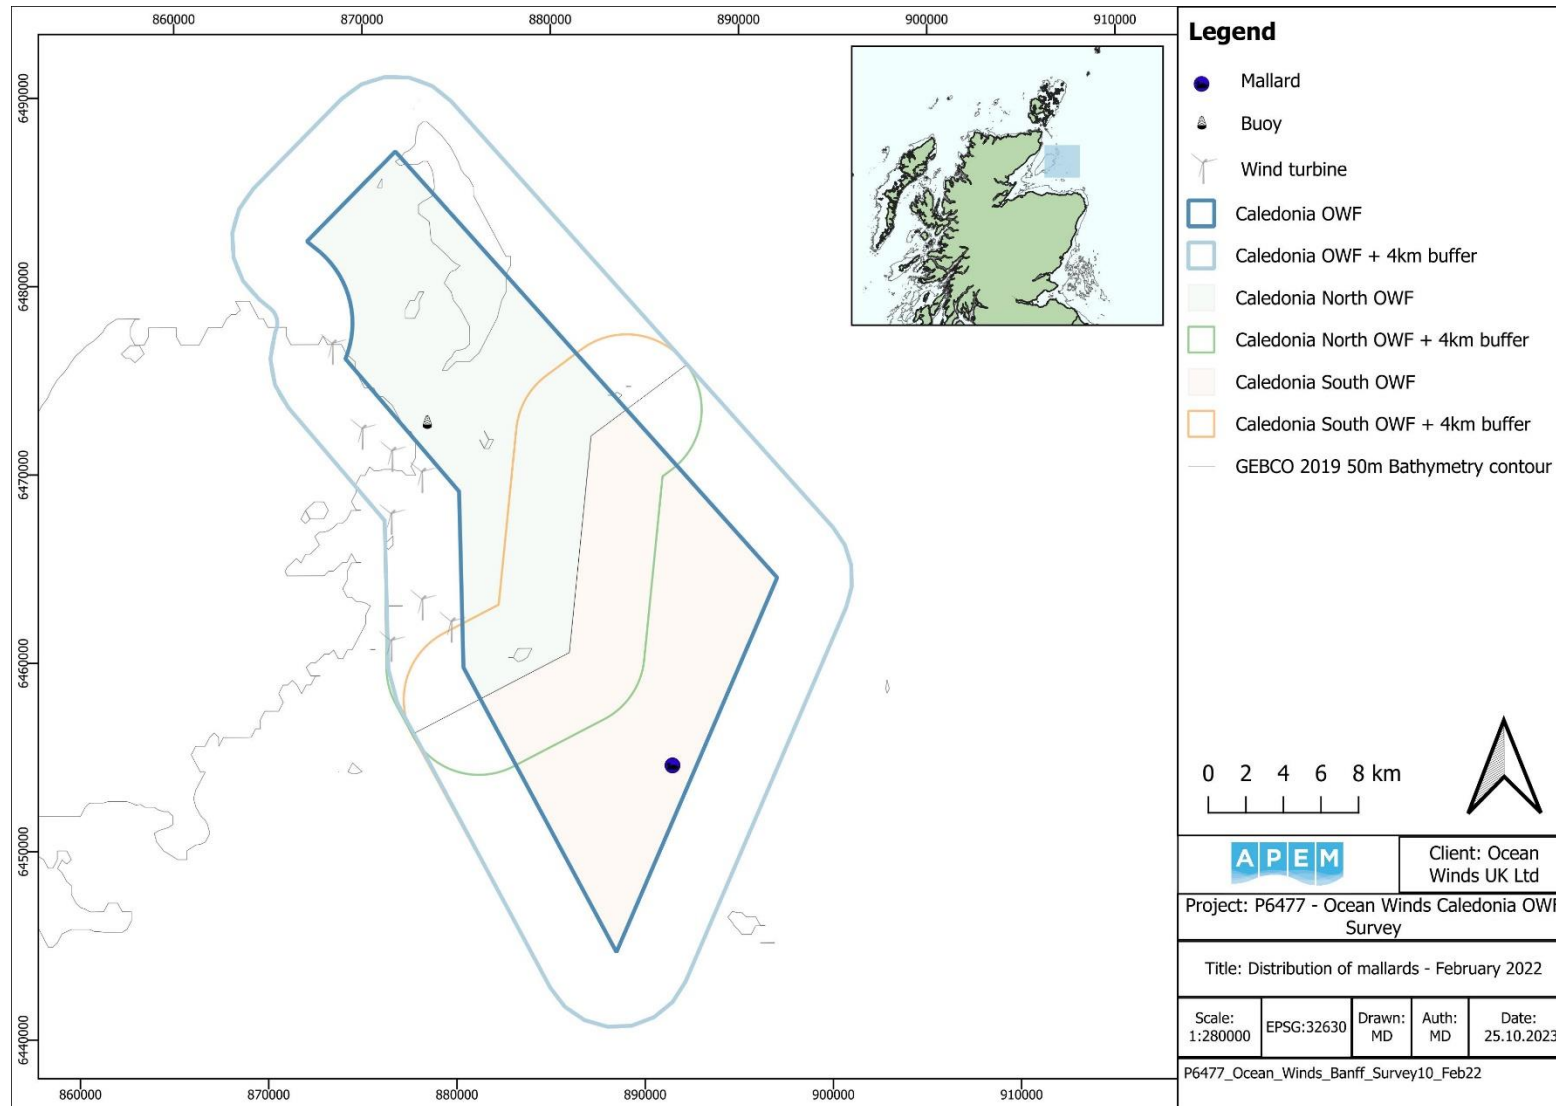 860000 870000 880000 890000 900000 910000
6490000
6480000
6470000
6460000
6450000
6440000
860000 870000 880000 890000 900000 910000
Legend
Mallard
Buoy
Wind turbine
Caledonia OWF
Caledonia OWF + 4km buffer
Caledonia North OWF
Caledonia North OWF + 4km buffer
Caledonia South OWF
Caledonia South OWF + 4km buffer
GEBCO 2019 50m Bathymetry contour
0 2 4 6 8 km
APEM
Client: Ocean
Winds UK Ltd
Project: P6477 - Ocean Winds Caledonia OWF
Survey
Title: Distribution of mallards - February 2022
Scale:
1:280000
EPSG:32630
Drawn:
MD
Auth:
MD
Date:
25.10.2023
P6477_Ocean_Winds_Banff_Survey10_Feb22